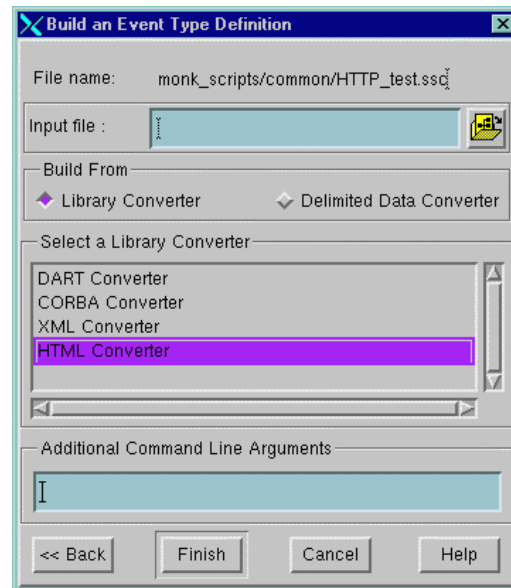 Build an Event Type Definition
File name: monk_scripts/common/HTTP_test.ssc
Input file :
Build From
Library Converter Delimited Data Converter
Select a Library Converter
DART Converter
CORBA Converter
XML Converter
HTML Converter
Additional Command Line Arguments
<< Back Finish Cancel Help